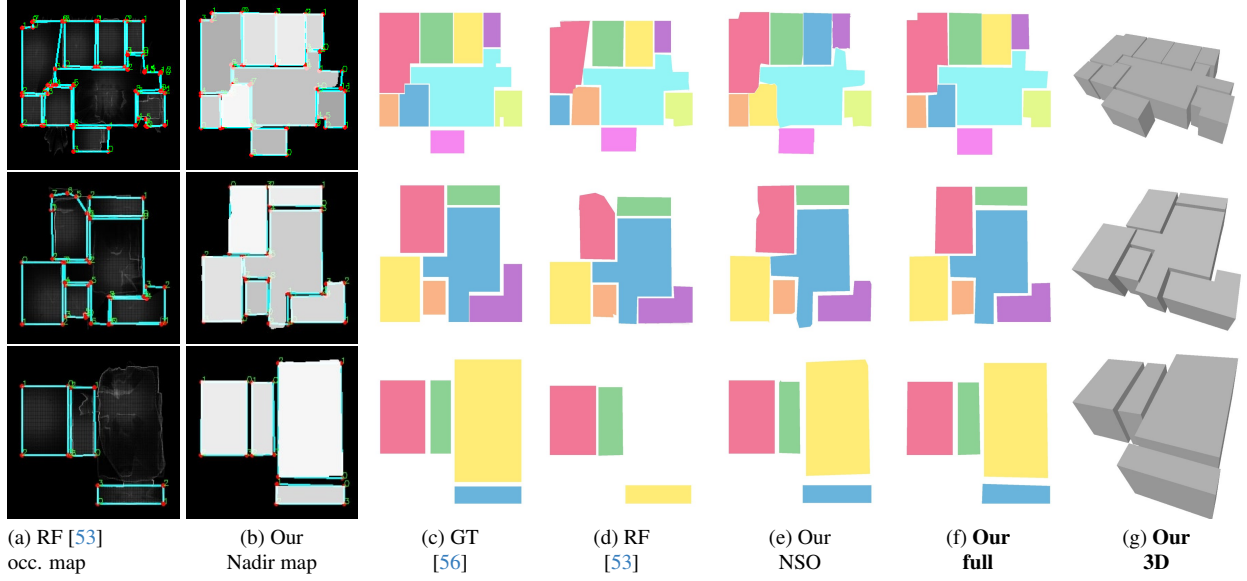 (a) RF [53]
occ. map
(b) Our
Nadir map
(c) GT
[56]
(d) RF
[53]
(e) Our
NSO
(f) Our
full
(g) Our
3D